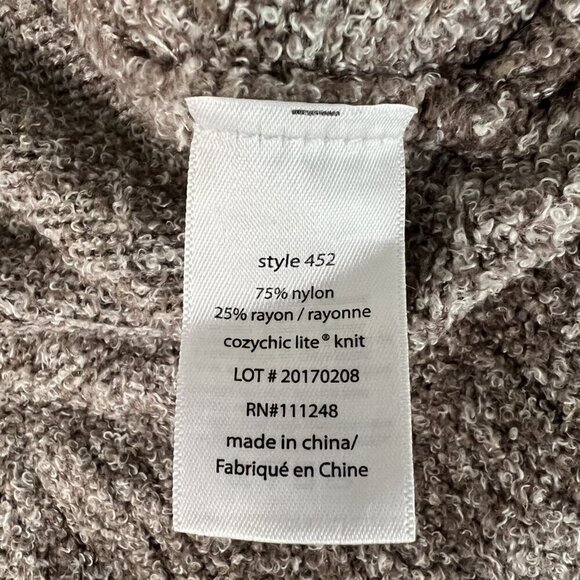 style 452
75% nylon
25% rayon / rayonne
cozychic lite® knit
LOT # 20170208
RN#111248
made in china/
Fabriqué en Chine